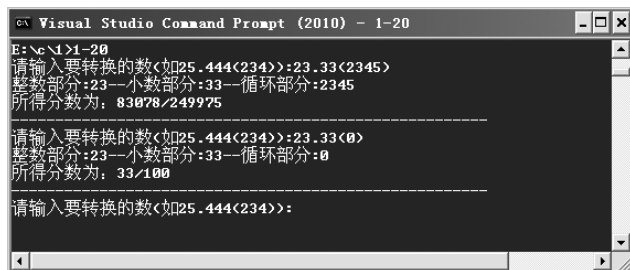 Visual Studio Command Prompt (2010) - 1-20
E:\c\1>1-20
请输入要转换的数(如25.444(234)):23.33(2345)
整数部分:23--小数部分:33--循环部分:2345
所得分数为：83078/249975
------------------------------------------------------------
请输入要转换的数(如25.444(234)):23.33(0)
整数部分:23--小数部分:33--循环部分:0
所得分数为：33/100
------------------------------------------------------------
请输入要转换的数(如25.444(234)):